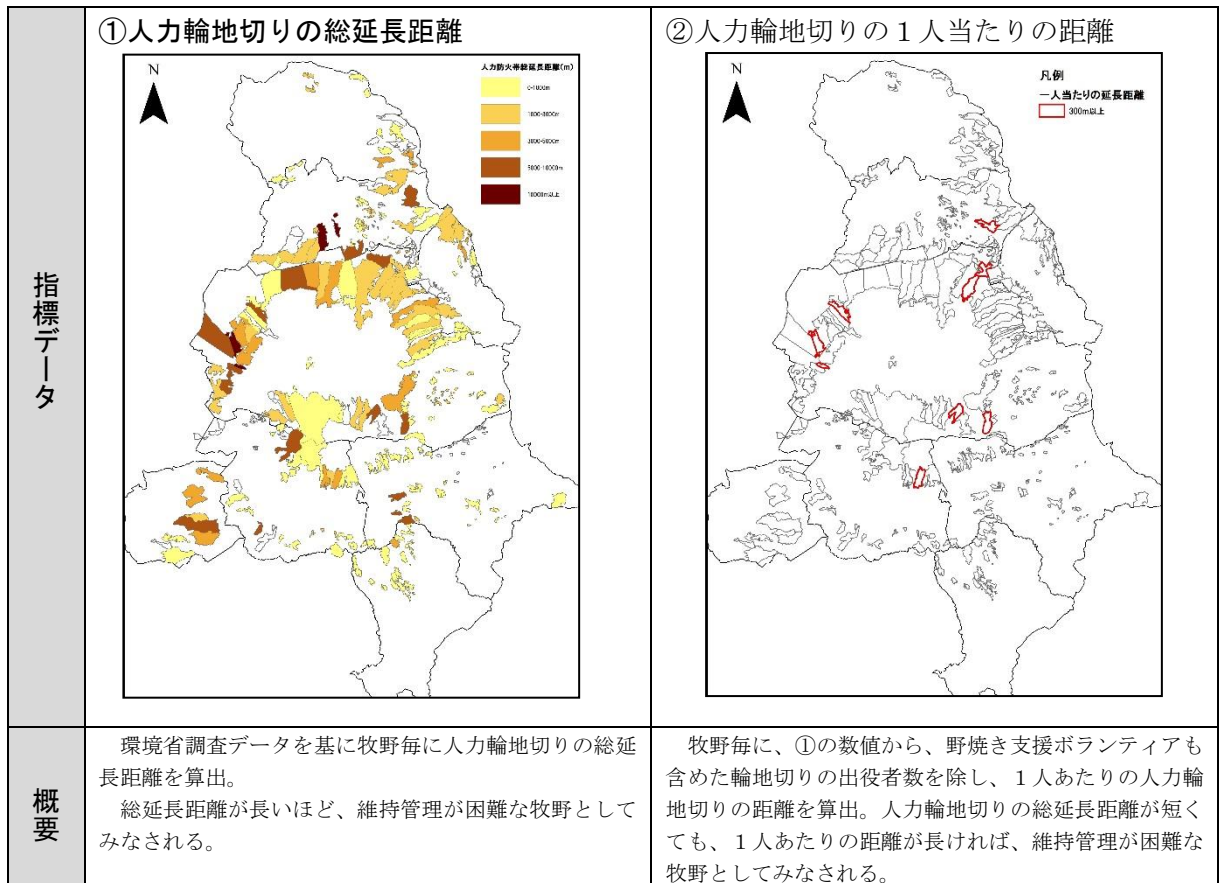 指標データ
①人力輪地切りの総延長距離
N
人力防火帯総延長距離(m)
0-1000m
1000-3000m
3000-5000m
5000-10000m
10000m以上
②人力輪地切りの1人当たりの距離
N
凡例
一人当たりの延長距離
300m以上
概要
環境省調査データを基に牧野毎に人力輪地切りの総延
長距離を算出。
総延長距離が長いほど、維持管理が困難な牧野として
みなされる。
牧野毎に、①の数値から、野焼き支援ボランティアも
含めた輪地切りの出役者数を除し、1人あたりの人力輪
地切りの距離を算出。人力輪地切りの総延長距離が短く
ても、1人あたりの距離が長ければ、維持管理が困難な
牧野としてみなされる。